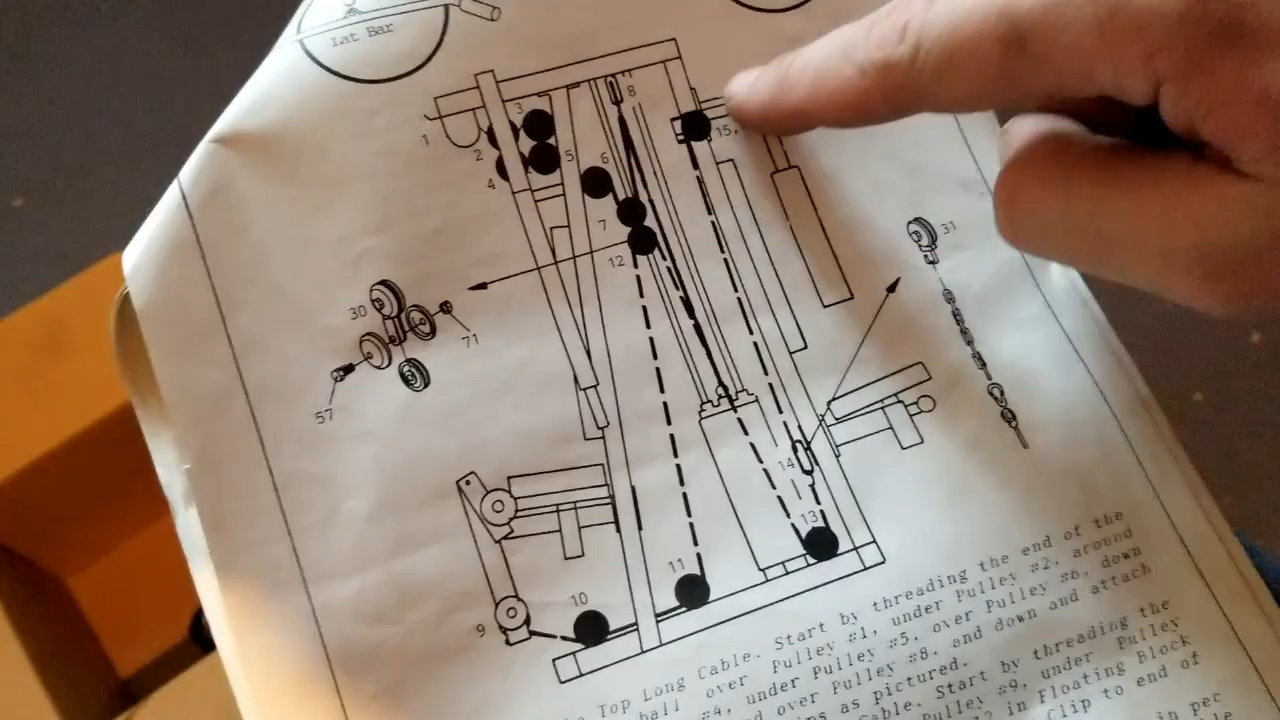 Lat Bar
8
3
1
15.
2
5
6
4
7
31
12
30
71
57
14
13
11
10
9
Top Long Cable. Start by threading the end of the
ball over Pulley #1, under Pulley #2, around
#4, under Pulley #5, over Pulley #6, down
over Pulley #8, and down and attach
as pictured.
Cable. Start by threading the
Pulley #9, under Pulley
in Floating Block
Clip to end of
in pec